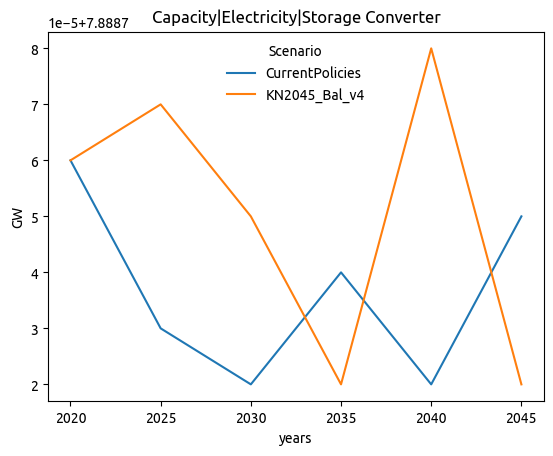 Capacity|Electricity|Storage Converter
1e-5+7.8887
Scenario
CurrentPolicies
KN2045_Bal_v4
8
7
6
5
4
3
2
GW
2020 2025 2030 2035 2040 2045
years